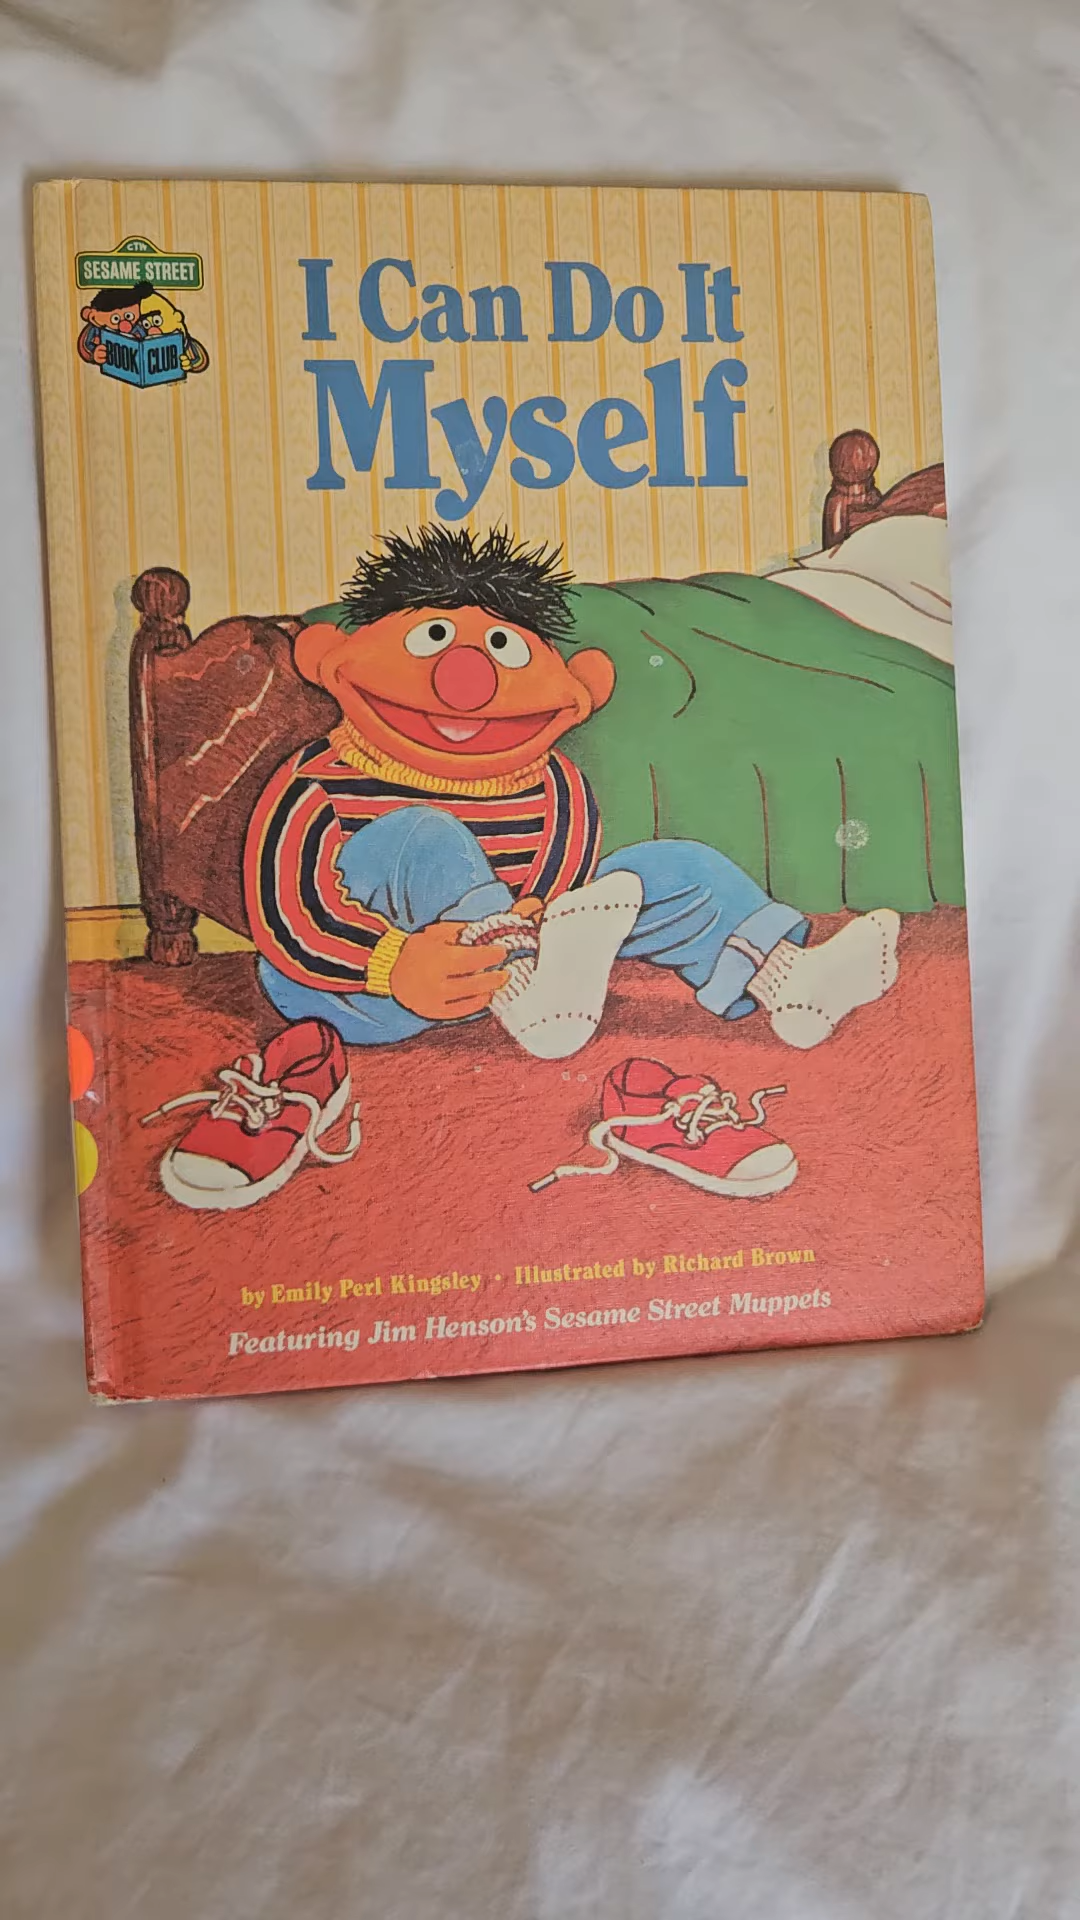 CTW
SESAME STREET
BOOK CLUB
I Can Do It
Myself
by Emily Perl Kingsley • Illustrated by Richard Brown
Featuring Jim Henson's Sesame Street Muppets